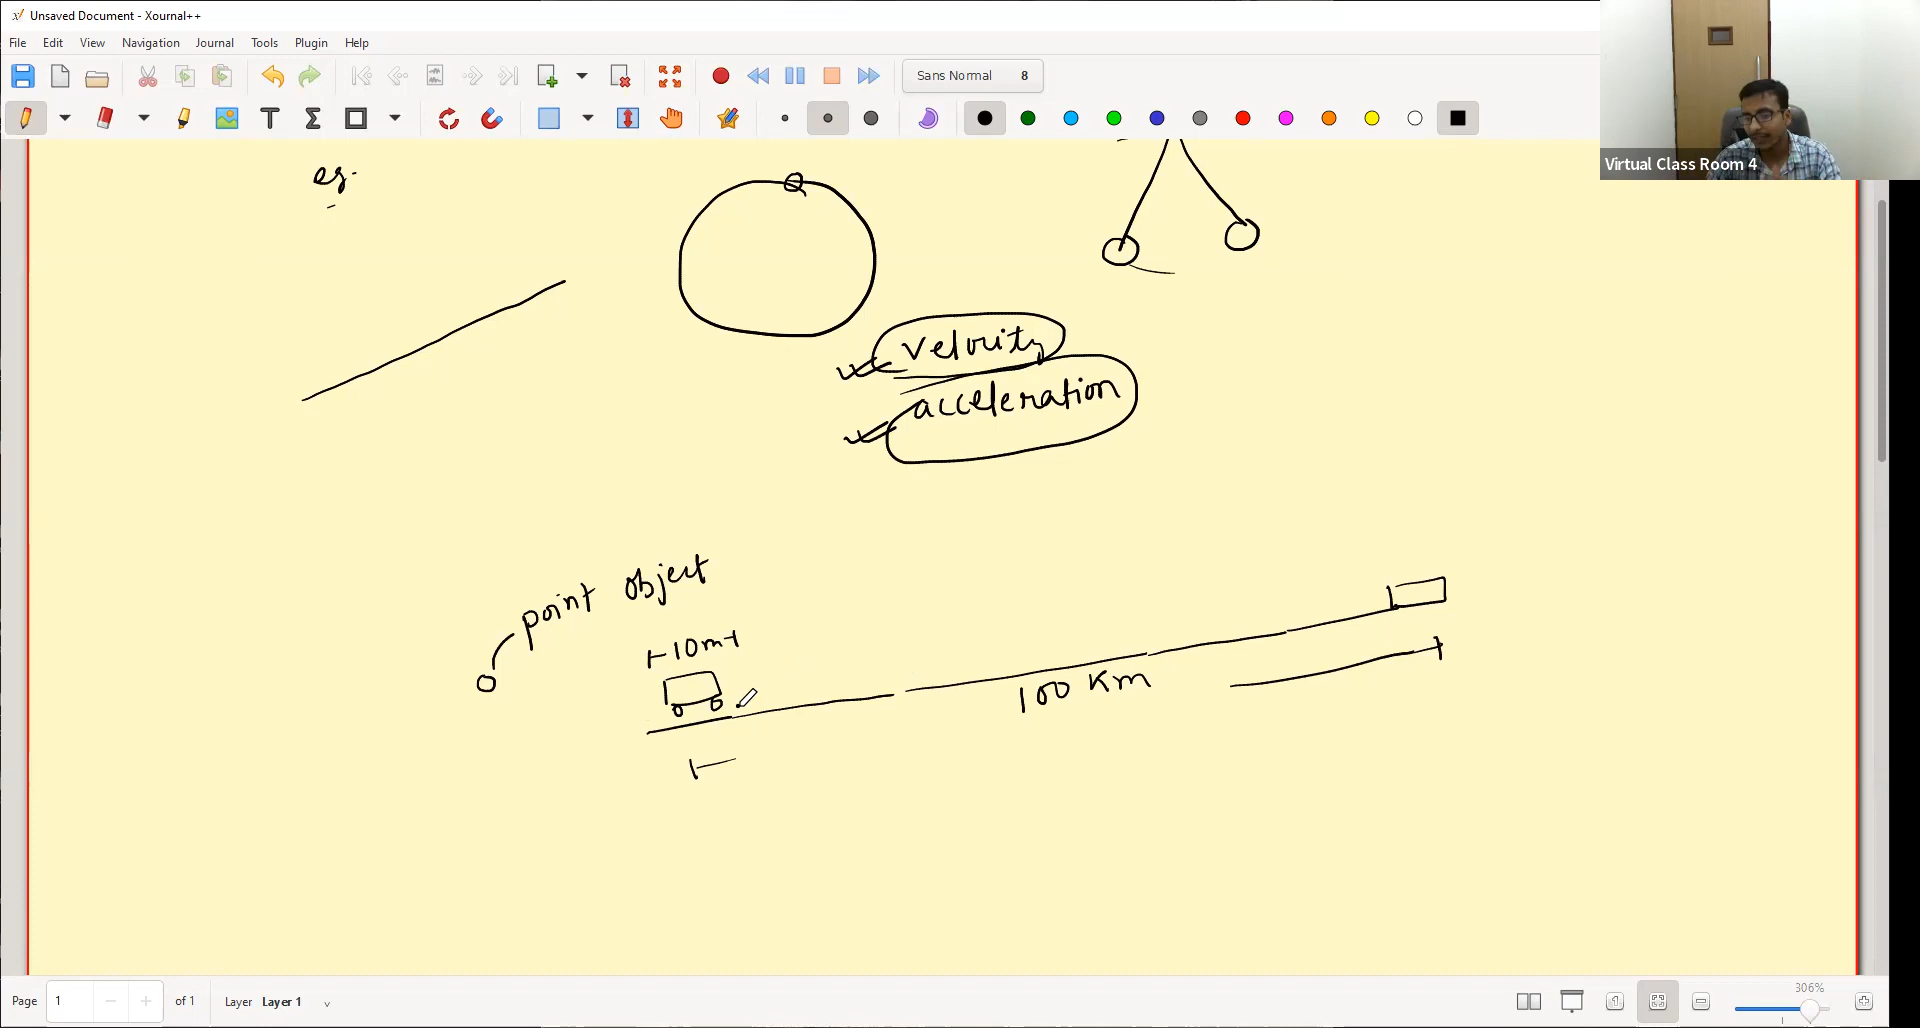 Unsaved Document - Xournal++
File Edit View Navigation Journal Tools Plugin Help
Sans Normal 8
Virtual Class Room 4
eg.
velocity
acceleration
point object
10m
100 Km
Page 1 of 1 Layer Layer 1
306%